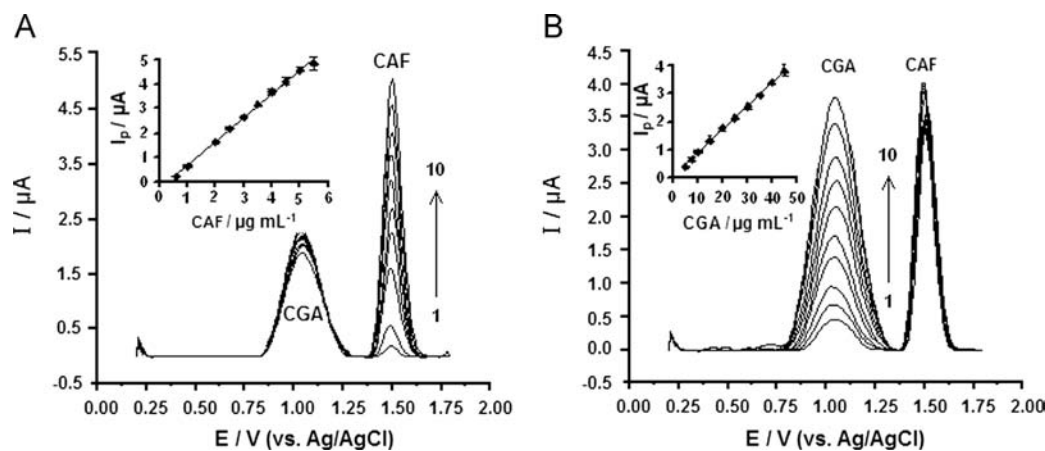 A
5.5
4.5
3.5
2.5
1.5
0.5
-0.5
I / µA
0.00 0.25 0.50 0.75 1.00 1.25 1.50 1.75 2.00
E / V (vs. Ag/AgCl)
CAF
CGA
10
1
5
4
3
2
1
0
Ip / µA
0 1 2 3 4 5 6
CAF / µg mL-1
B
4.5
4.0
3.5
3.0
2.5
2.0
1.5
1.0
0.5
0.0
-0.5
I / µA
0.00 0.25 0.50 0.75 1.00 1.25 1.50 1.75 2.00
E / V (vs. Ag/AgCl)
CGA CAF
10
1
5
4
3
2
1
0
Ip / µA
0 10 20 30 40 50
CGA / µg mL-1